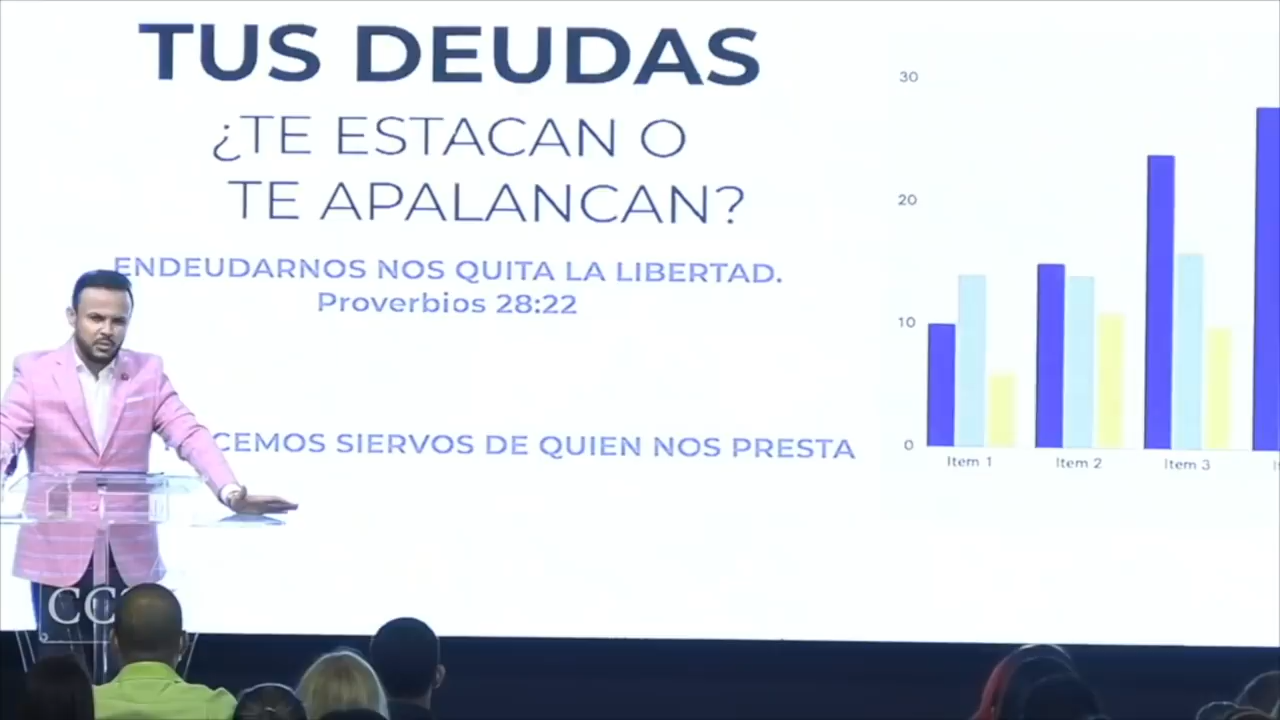 TUS DEUDAS
¿TE ESTACAN O
TE APALANCAN?
ENDEUDARNOS NOS QUITA LA LIBERTAD.
Proverbios 28:22
SIERVOS DE QUIEN NOS PRESTA
30
20
10
0
Item 1
Item 2
Item 3